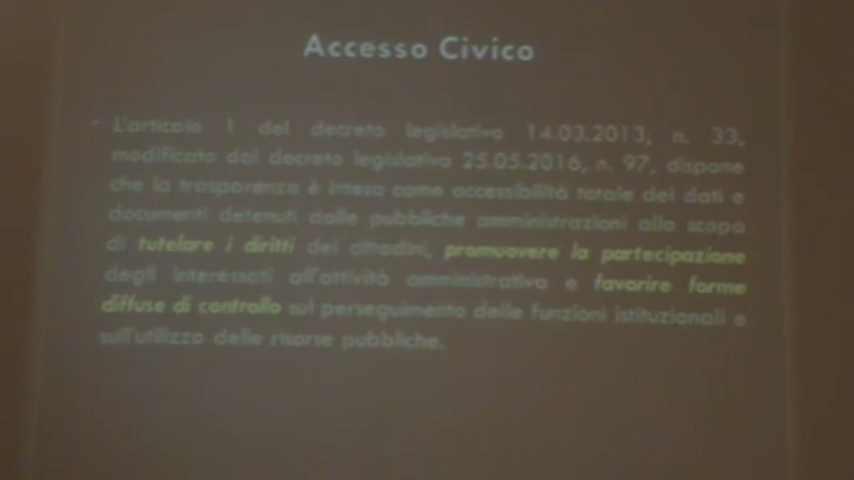 Accesso Civico
- L'articolo 1 del decreto legislativo 14.03.2013, n. 33,
modificato dal decreto legislativo 25.05.2016, n. 97, dispone
che la trasparenza è intesa come accessibilità totale dei dati e
documenti detenuti dalle pubbliche amministrazioni allo scopo
di tutelare i diritti dei cittadini, promuovere la partecipazione
degli interessati all'attività amministrativa e favorire forme
diffuse di controllo sul perseguimento delle funzioni istituzionali e
sull'utilizzo delle risorse pubbliche.